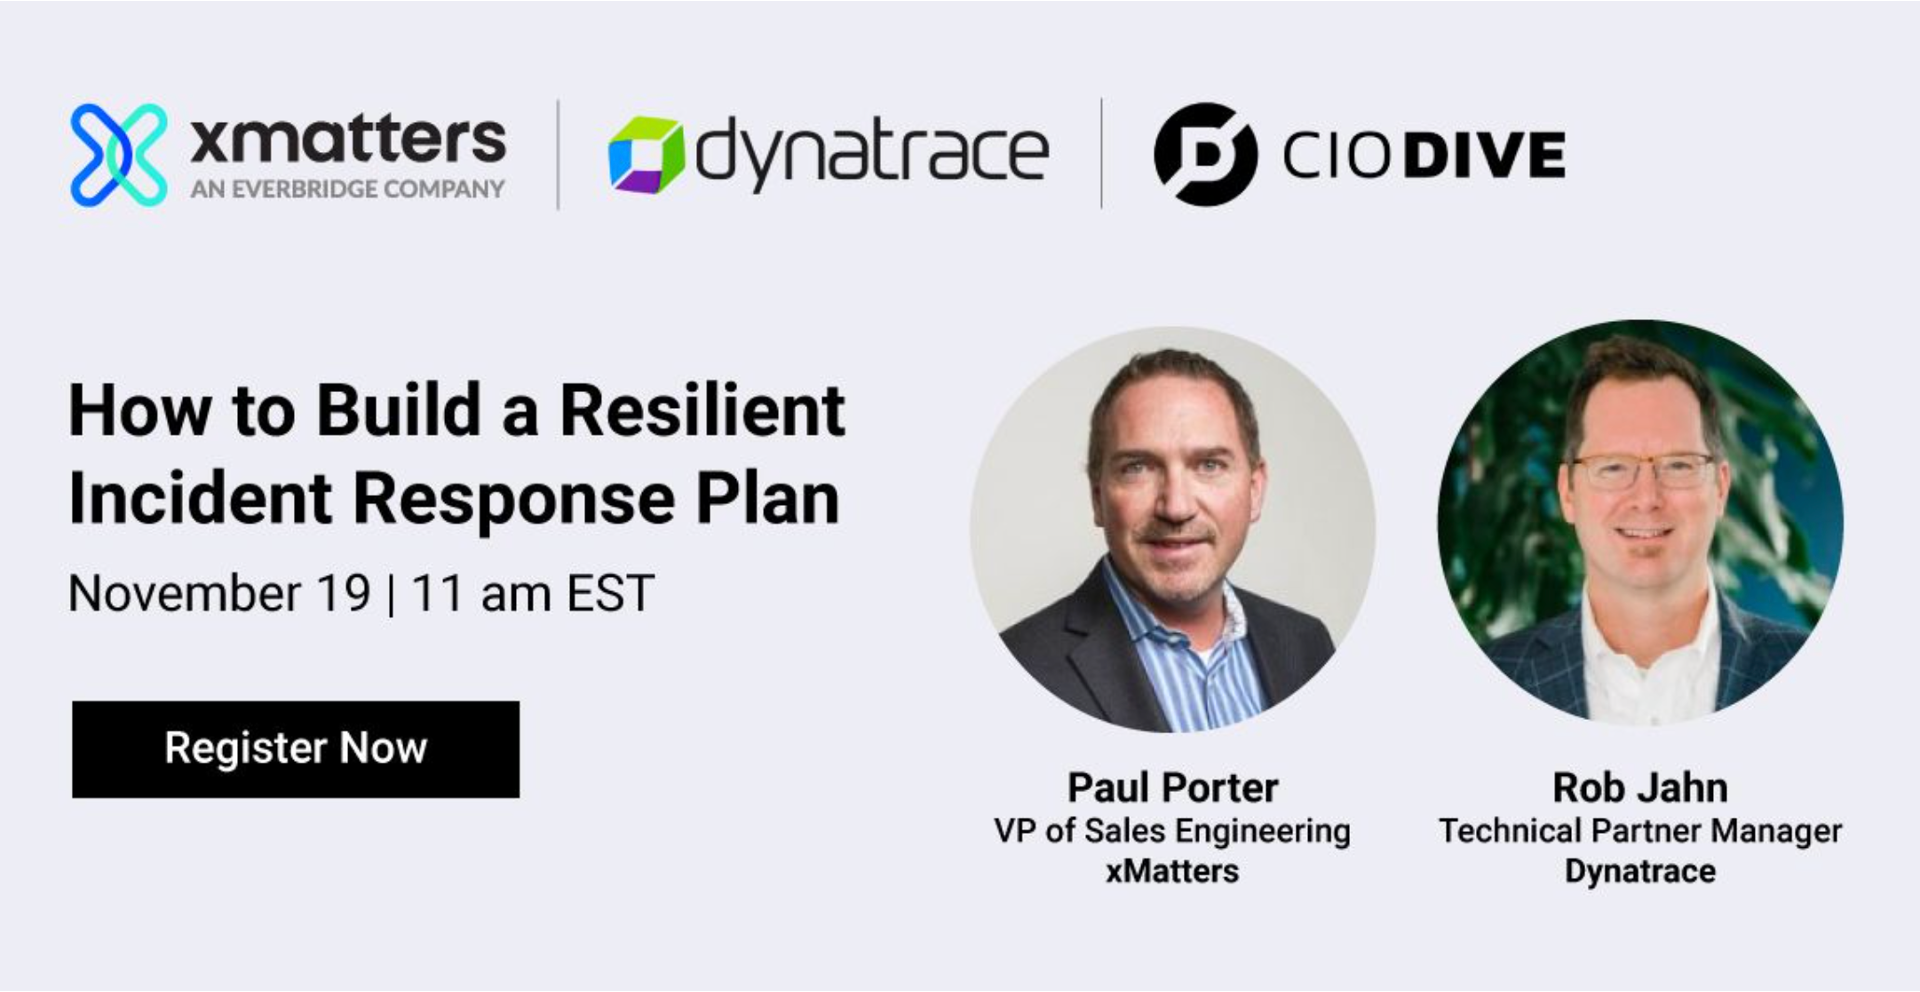 xmatters
AN EVERBRIDGE COMPANY
dynatrace
CIO DIVE
How to Build a Resilient
Incident Response Plan
November 19 | 11 am EST
Register Now
Paul Porter
VP of Sales Engineering
xMatters
Rob Jahn
Technical Partner Manager
Dynatrace